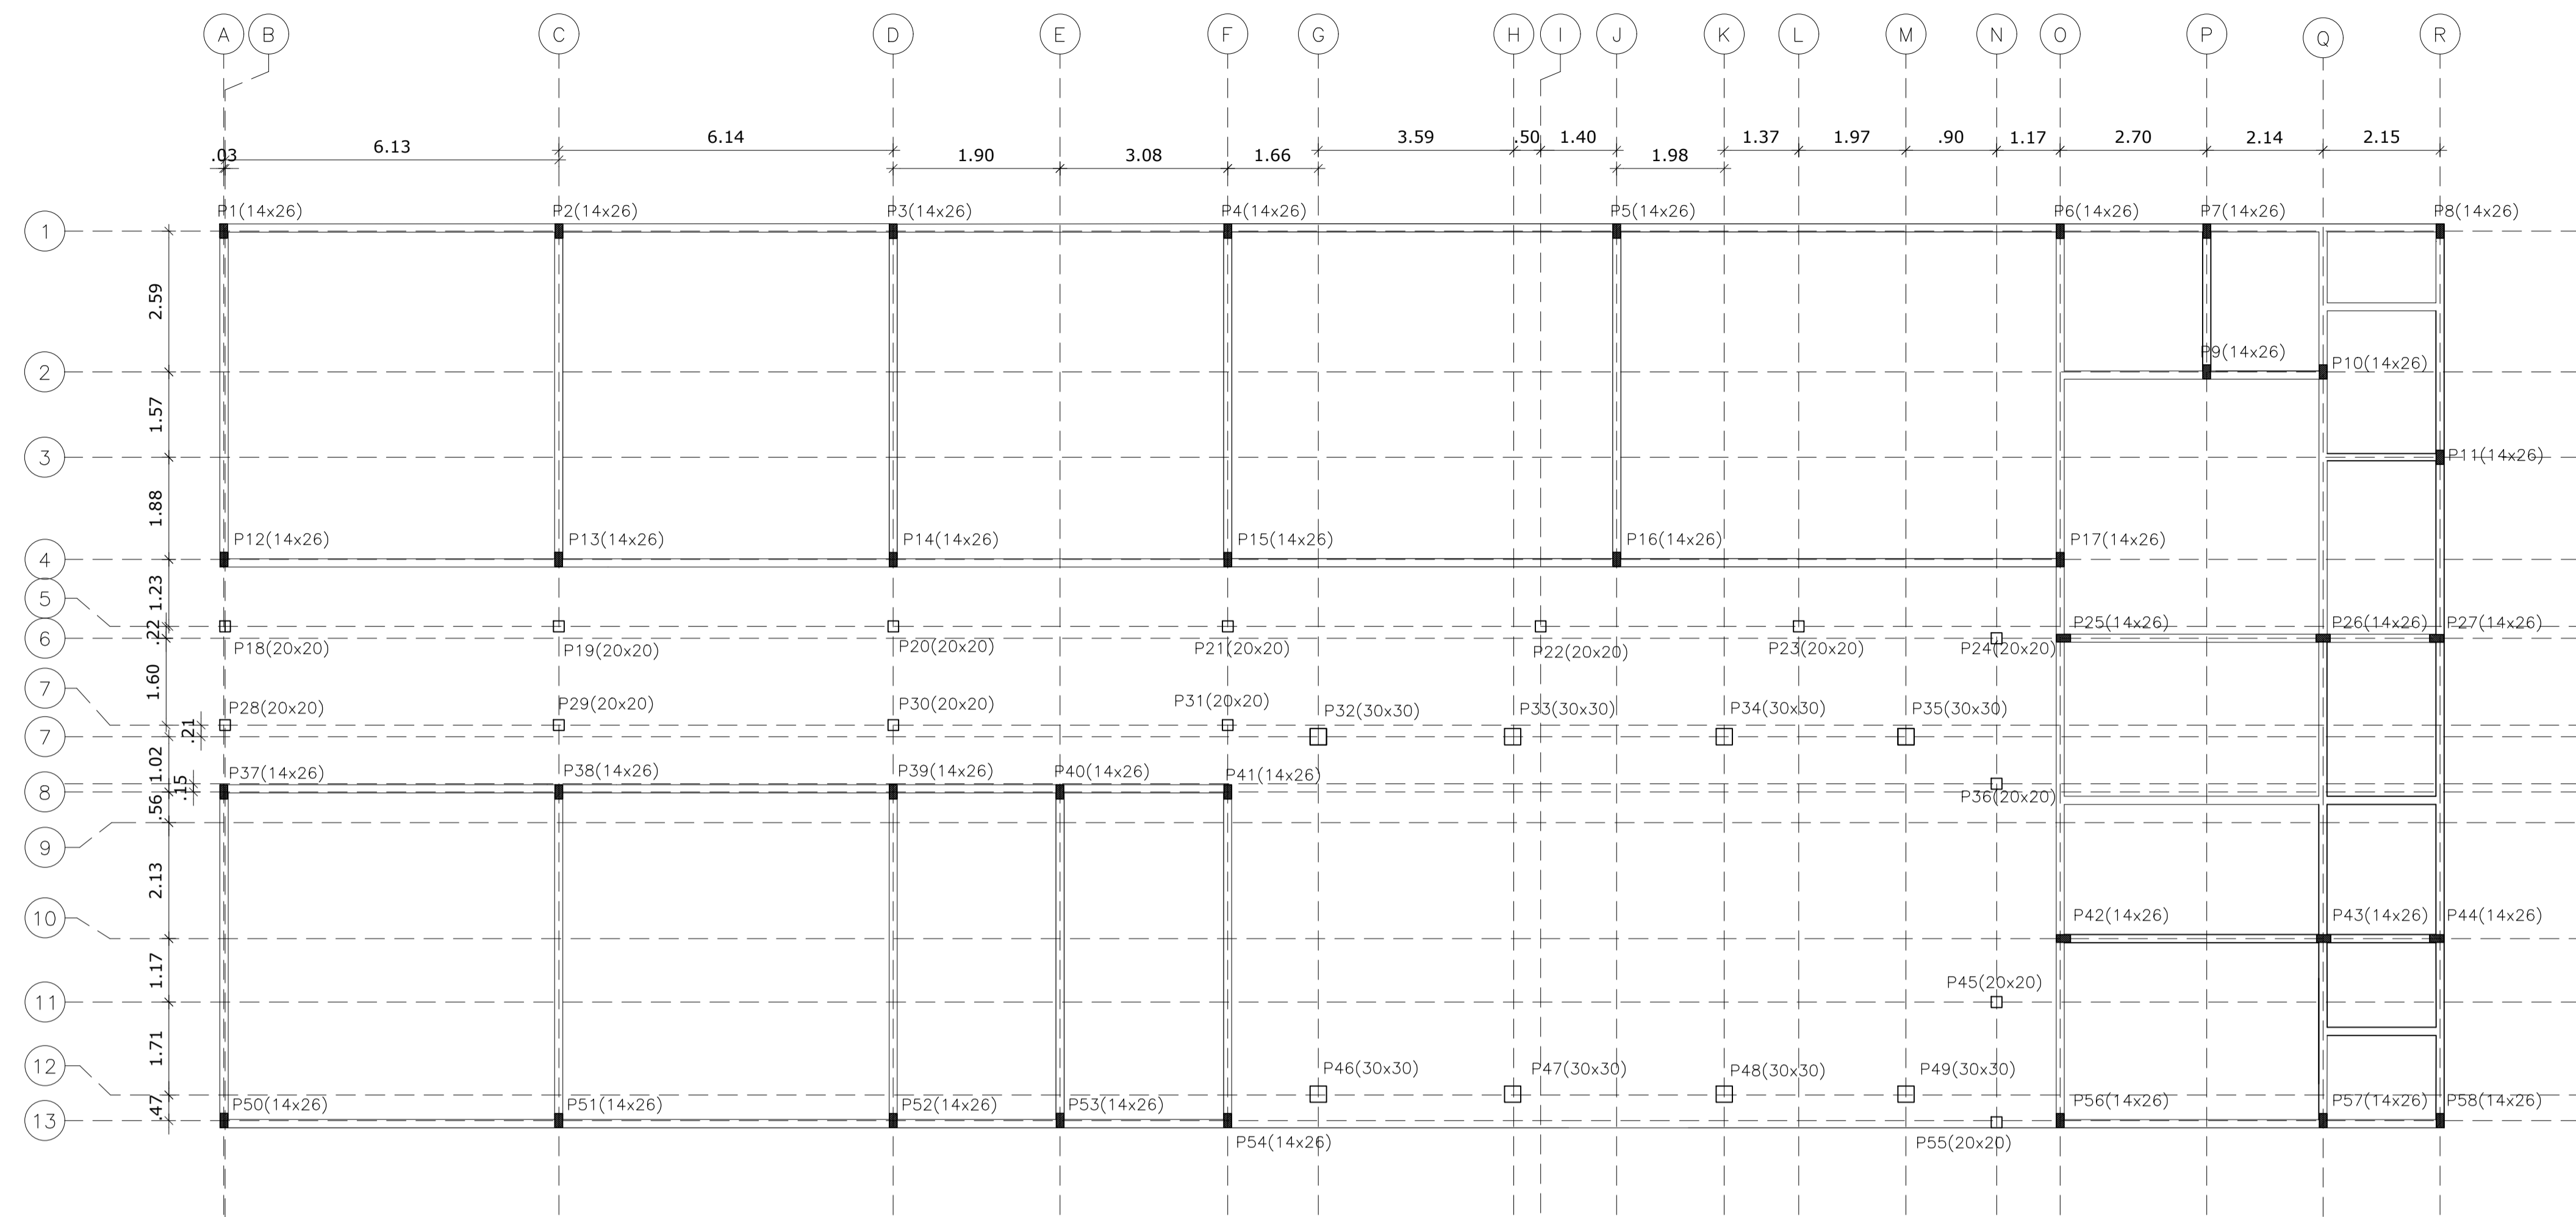 A B C D E F G H I J K L M N O P Q R
6.13 6.14 3.59 .50 1.40 1.37 1.97 .90 1.17 2.70 2.14 2.15
.03 1.90 3.08 1.66 1.98
P1(14x26) P2(14x26) P3(14x26) P4(14x26) P5(14x26) P6(14x26) P7(14x26) P8(14x26)
1
2.59
P9(14x26) P10(14x26)
2
1.57
3 P11(14x26)
1.88
P12(14x26) P13(14x26) P14(14x26) P15(14x26) P16(14x26) P17(14x26)
4
1.23
5
.22
6
P25(14x26) P26(14x26) P27(14x26)
P18(20x20) P19(20x20) P20(20x20) P21(20x20) P22(20x20) P23(20x20) P24(20x20)
1.60
7
P28(20x20) P29(20x20) P30(20x20) P31(20x20) P32(30x30) P33(30x30) P34(30x30) P35(30x30)
7
.21
1.02
P37(14x26) P38(14x26) P39(14x26) P40(14x26) P41(14x26)
8
.15
P36(20x20)
.56
9
2.13
10
P42(14x26) P43(14x26) P44(14x26)
1.17
P45(20x20)
11
1.71
12
P46(30x30) P47(30x30) P48(30x30) P49(30x30)
.47
P50(14x26) P51(14x26) P52(14x26) P53(14x26) P56(14x26) P57(14x26) P58(14x26)
13
P54(14x26) P55(20x20)